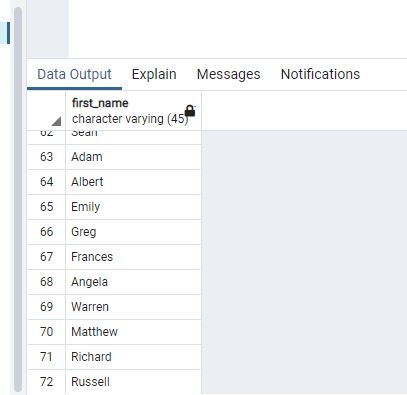 Data Output Explain Messages Notifications
first_name
character varying (45)
62 Sean
63 Adam
64 Albert
65 Emily
66 Greg
67 Frances
68 Angela
69 Warren
70 Matthew
71 Richard
72 Russell